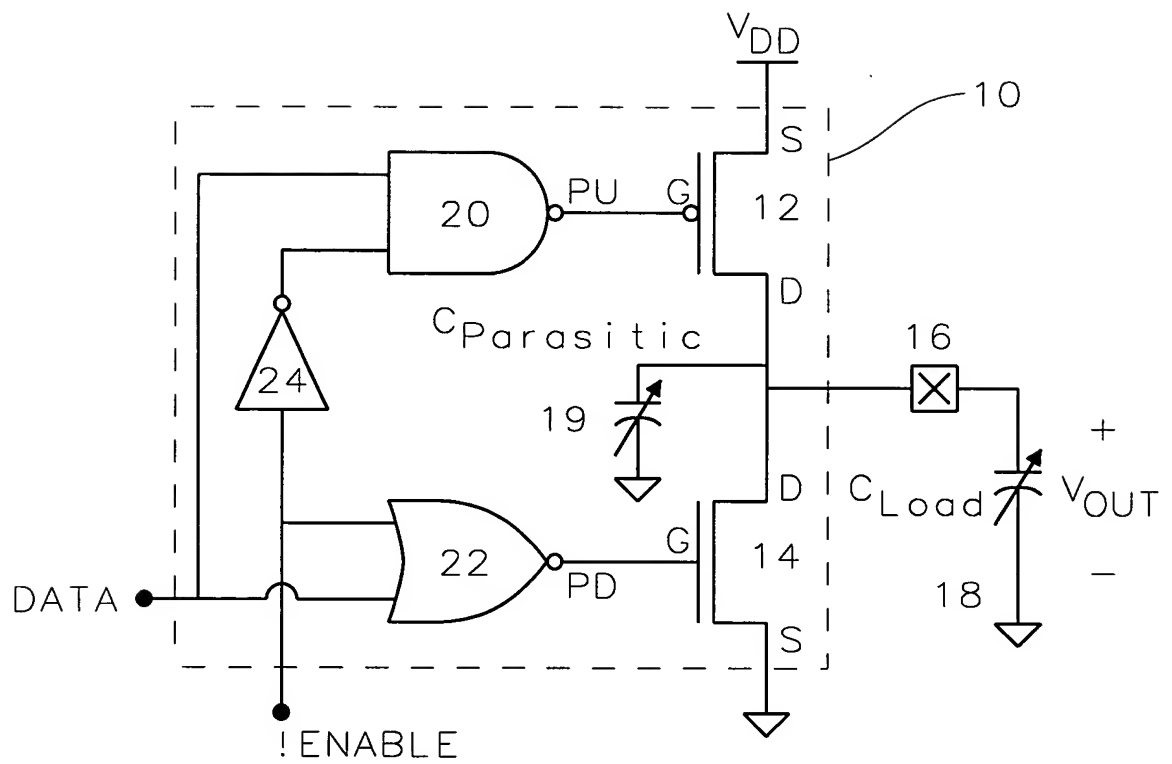 VDD
10
S
20
PU
G
12
D
CParasitic
16
24
19
+
D
CLoad
VOUT
G
22
14
PD
−
DATA
18
S
!ENABLE